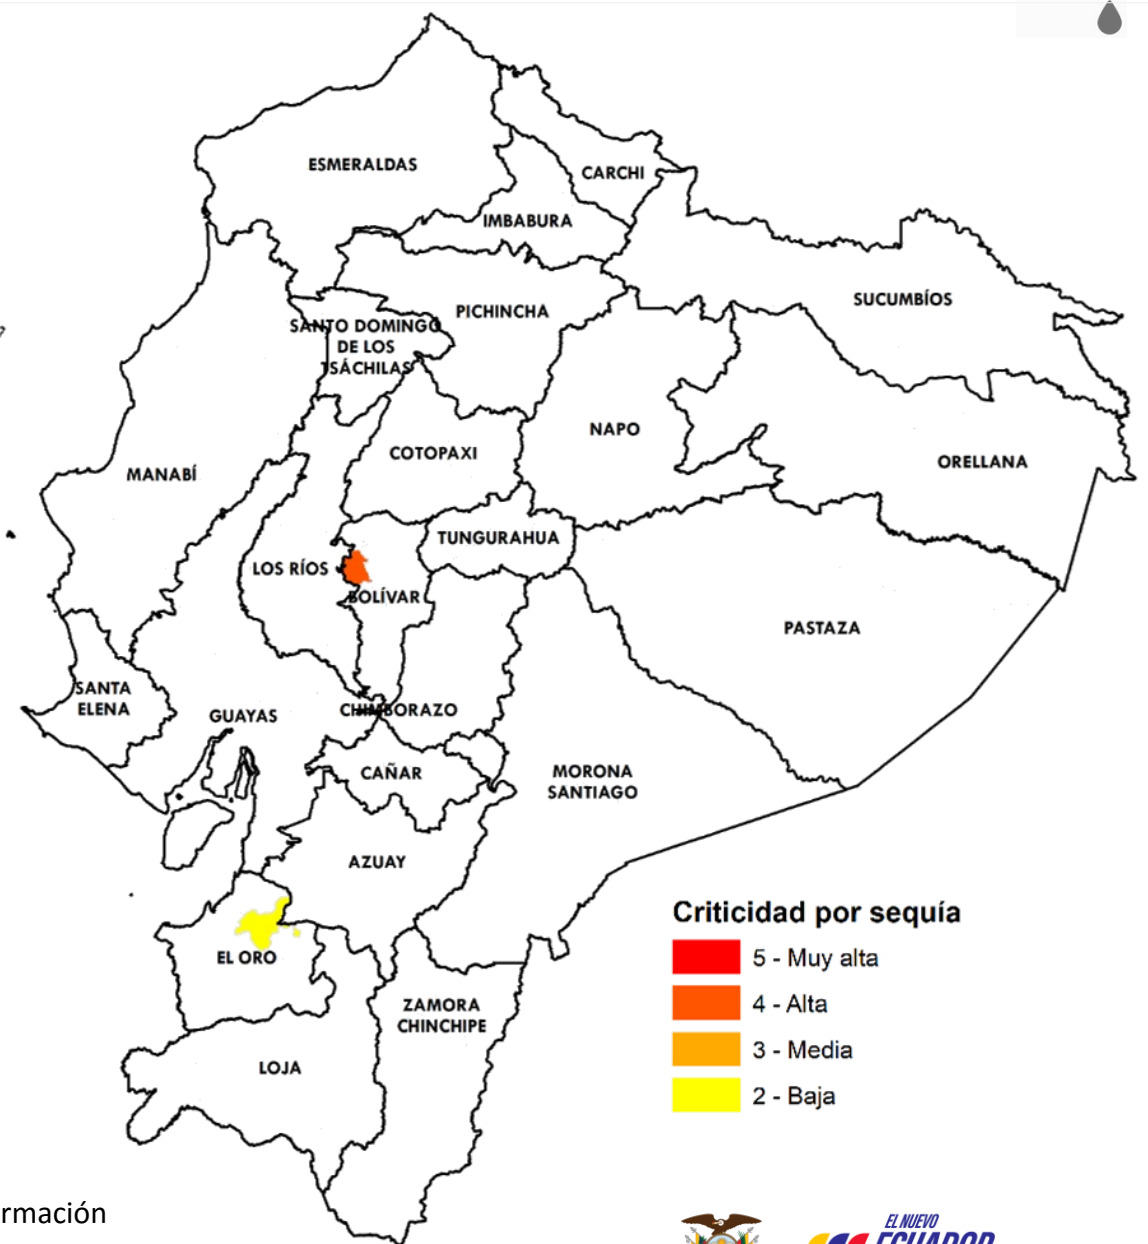 ESMERALDAS
CARCHI
IMBABURA
SUCUMBÍOS
PICHINCHA
SANTO DOMINGO
DE LOS
TSÁCHILAS
NAPO
COTOPAXI
ORELLANA
MANABÍ
TUNGURAHUA
LOS RÍOS
BOLÍVAR
PASTAZA
SANTA
ELENA
GUAYAS
CHIMBORAZO
CAÑAR
MORONA
SANTIAGO
AZUAY
EL ORO
ZAMORA
CHINCHIPE
LOJA
Criticidad por sequía
5 - Muy alta
4 - Alta
3 - Media
2 - Baja
rmación
EL NUEVO
ECUADOR